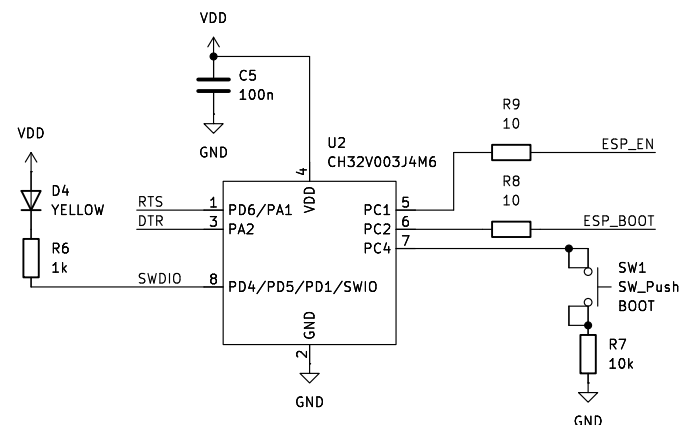 VDD
C5
100n
GND
VDD
D4
YELLOW
R6
1k
U2
CH32V003J4M6
4
VDD
RTS
1
PD6/PA1
DTR
3
PA2
SWDIO
8
PD4/PD5/PD1/SWIO
PC1
5
PC2
6
PC4
7
GND
2
GND
R9
10
ESP_EN
R8
10
ESP_BOOT
SW1
SW_Push
BOOT
R7
10k
GND